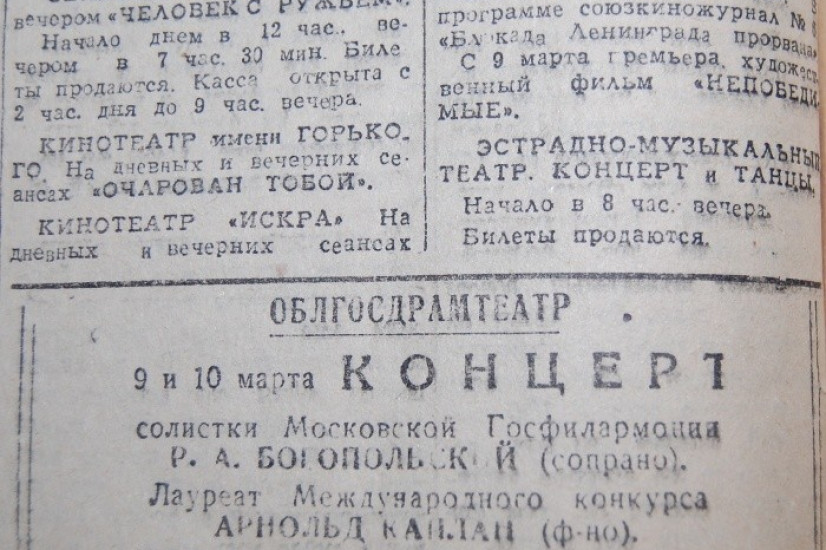 вечером «ЧЕЛОВЕК С РУЖЬЕМ».
Начало днем в 12 час., ве-
чером в 7 час. 30 мин. Биле
ты продаются. Касса открыта с
2 час. дня до 9 час. вечера.
КИНОТЕАТР имени ГОРЬКО-
ГО. На дневных и вечерних се-
ансах «ОЧАРОВАН ТОБОЙ».
КИНОТЕАТР «ИСКРА» На
дневных и вечерних сеансах
программе союзкиножурнал №
«Блокада Ленинграда прорвана»
С 9 марта премьера художест
венный фильм «НЕПОБЕДИ
МЫЕ».
ЭСТРАДНО-МУЗЫКАЛЬНЫЙ
ТЕАТР. КОНЦЕРТ и ТАНЦЫ.
Начало в 8 час. вечера.
Билеты продаются.
ОБЛГОСДРАМТЕАТР
9 и 10 марта КОНЦЕРТ
солистки Московской Госфилармонии
Р. А. БОГОПОЛЬСКОЙ (сопрано).
Лауреат Международного конкурса
АРНОЛЬД КАПЛАН (ф-но).